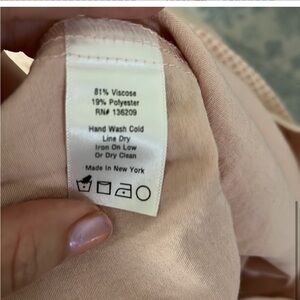 81% Viscose
19% Polyester
RN# 136209
Hand Wash Cold
Line Dry
Iron On Low
Or Dry Clean
Made in New York